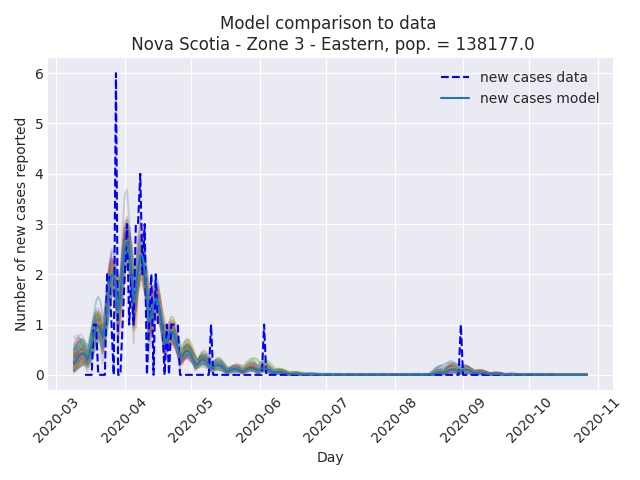 Model comparison to data
Nova Scotia - Zone 3 - Eastern, pop. = 138177.0
new cases data
new cases model
Number of new cases reported
6
5
4
3
2
1
0
2020-03
2020-04
2020-05
2020-06
2020-07
2020-08
2020-09
2020-10
2020-11
Day